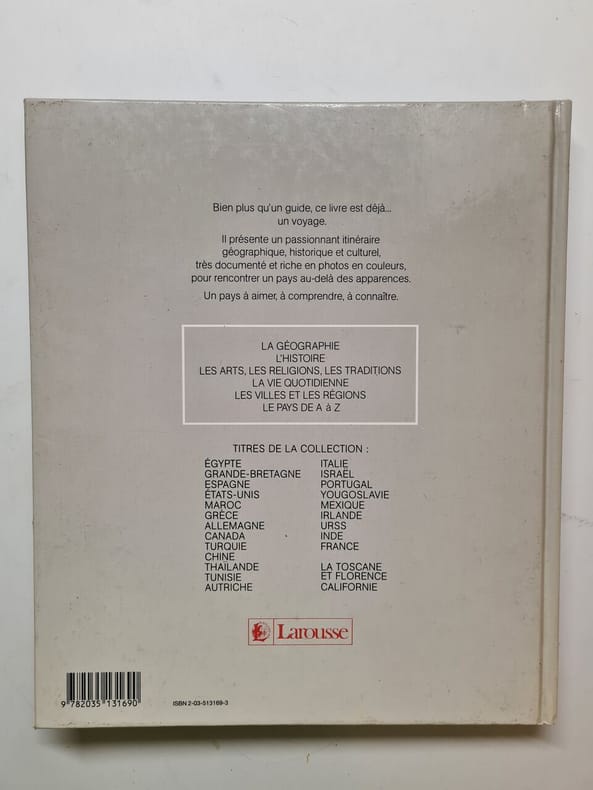 Bien plus qu'un guide, ce livre est déjà...
un voyage.
Il présente un passionnant itinéraire
géographique, historique et culturel,
très documenté et riche en photos en couleurs,
pour rencontrer un pays au-delà des apparences.
Un pays à aimer, à comprendre, à connaître.
LA GÉOGRAPHIE
L'HISTOIRE
LES ARTS, LES RELIGIONS, LES TRADITIONS
LA VIE QUOTIDIENNE
LES VILLES ET LES RÉGIONS
LE PAYS DE A à Z
TITRES DE LA COLLECTION :
ÉGYPTE
GRANDE-BRETAGNE
ESPAGNE
ÉTATS-UNIS
MAROC
GRÈCE
ALLEMAGNE
CANADA
TURQUIE
CHINE
THAÏLANDE
TUNISIE
AUTRICHE
ITALIE
ISRAËL
PORTUGAL
YOUGOSLAVIE
MEXIQUE
IRLANDE
URSS
INDE
FRANCE
LA TOSCANE
ET FLORENCE
CALIFORNIE
Larousse
9 782035 131690
ISBN 2-03-513169-3